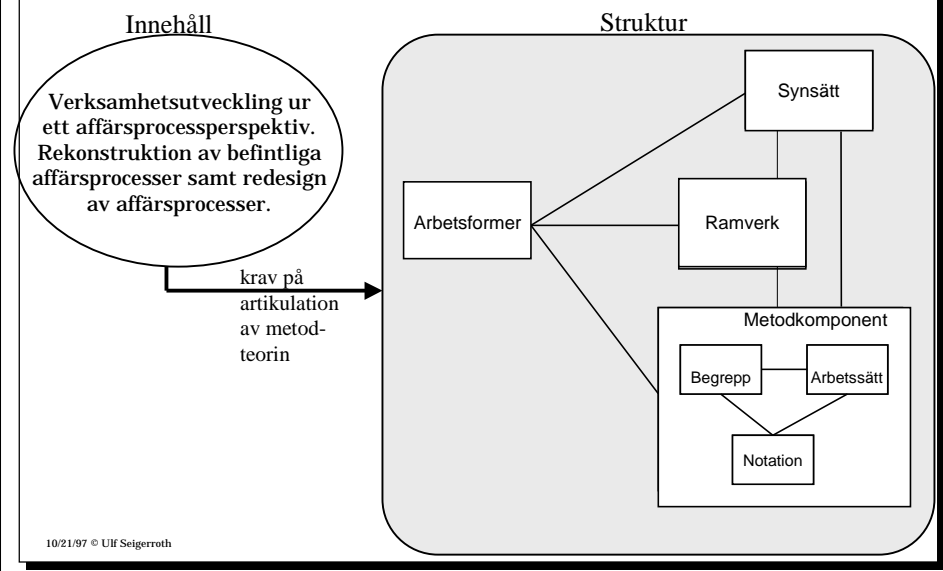 Innehåll
Struktur
Verksamhetsutveckling ur
ett affärsprocessperspektiv.
Rekonstruktion av befintliga
affärsprocesser samt redesign
av affärsprocesser.
krav på
artikulation
av metod-
teorin
Synsätt
Arbetsformer
Ramverk
Metodkomponent
Begrepp
Arbetssätt
Notation
10/21/97 © Ulf Seigerroth